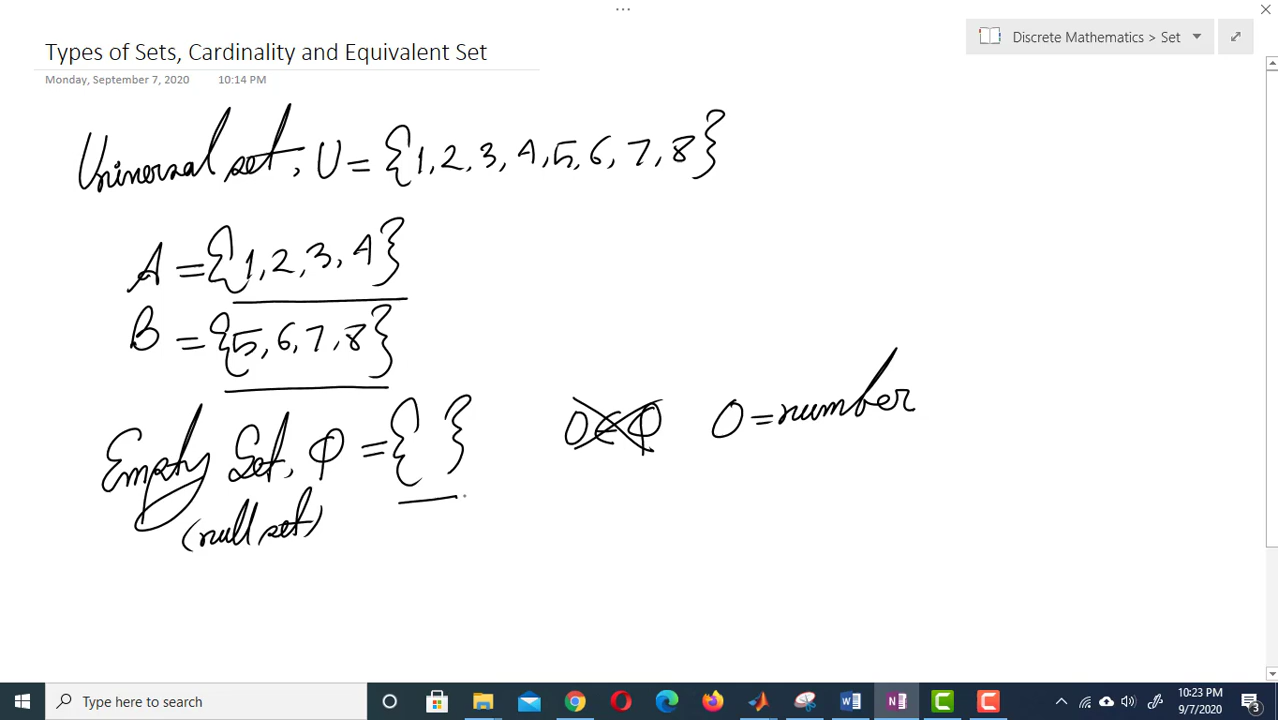 Types of Sets, Cardinality and Equivalent Set
Monday, September 7, 2020 10:14 PM
Discrete Mathematics > Set
Universal set, U = {1, 2, 3, 4, 5, 6, 7, 8}
A = {1, 2, 3, 4}
B = {5, 6, 7, 8}
Empty Set, φ = { } 0 ∈ φ 0 = number
(null set)
Type here to search
10:23 PM
9/7/2020
3